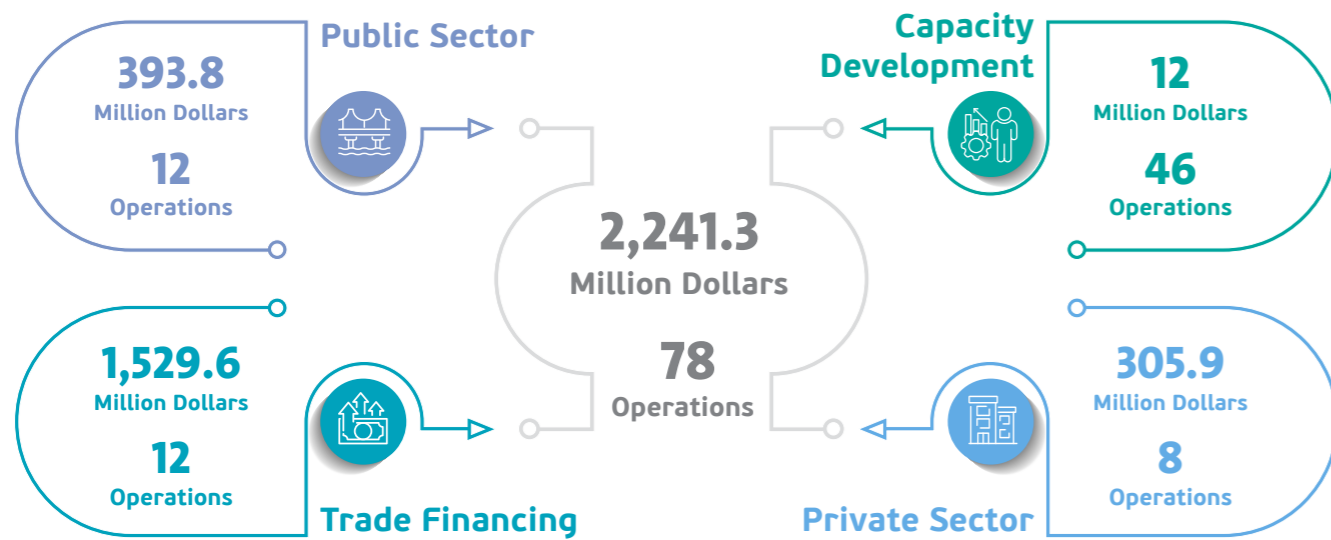 Public Sector
393.8
Million Dollars
12
Operations
Capacity
Development
12
Million Dollars
46
Operations
2,241.3
Million Dollars
78
Operations
1,529.6
Million Dollars
12
Operations
Trade Financing
305.9
Million Dollars
8
Operations
Private Sector